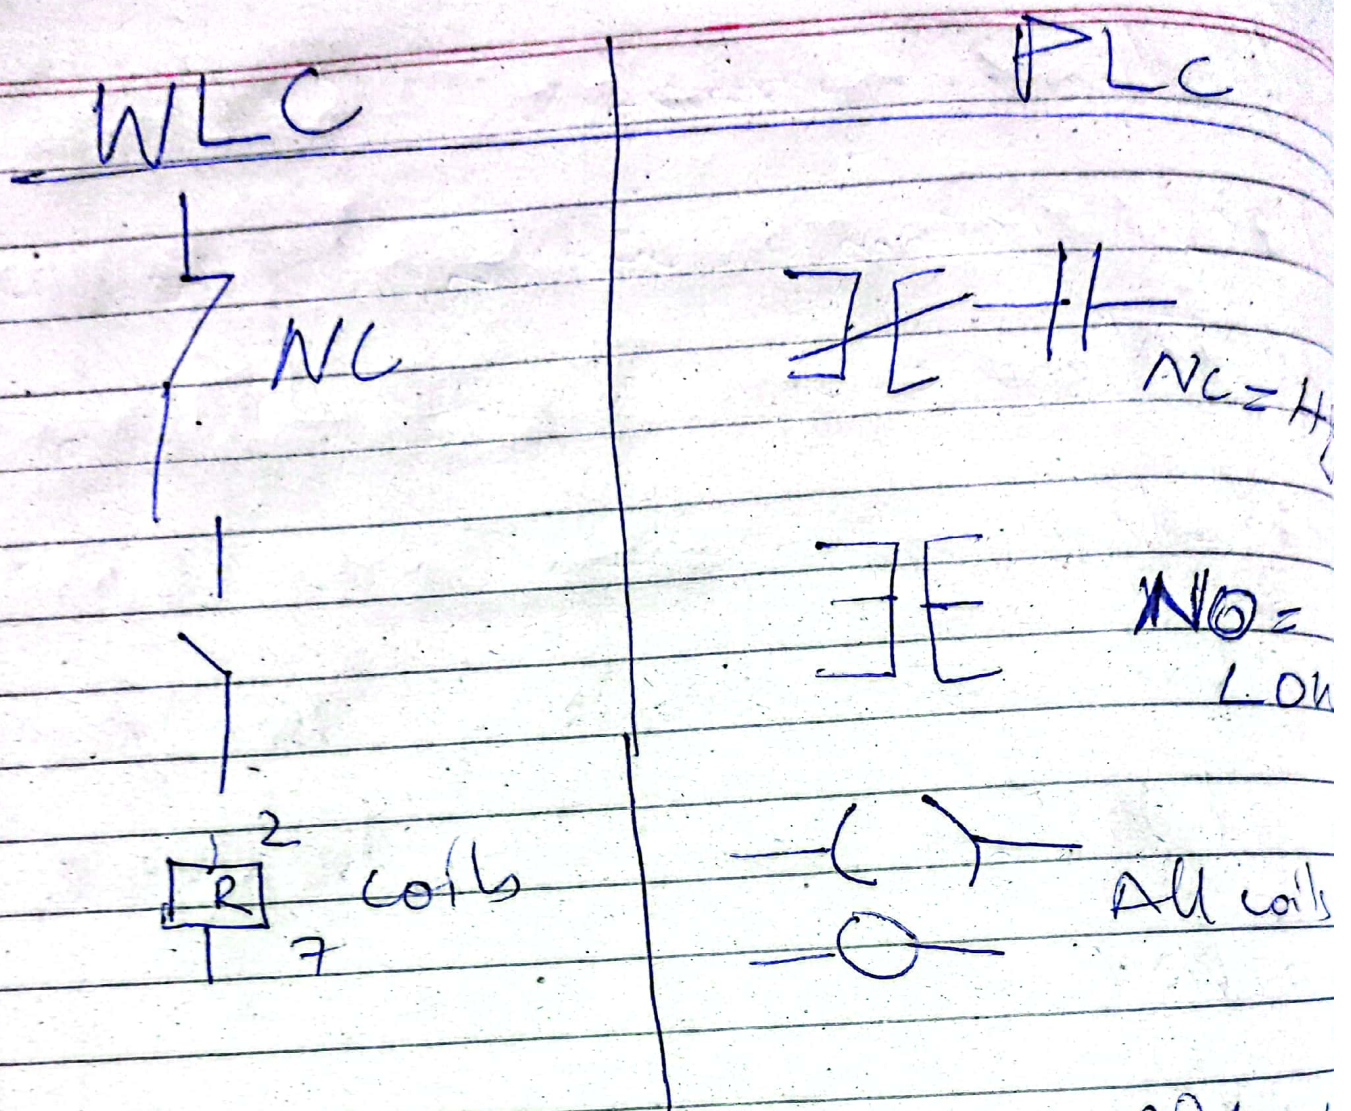 WLC
PLC
NC
NC =
NO =
LOW
2
R
coils
7
All coils